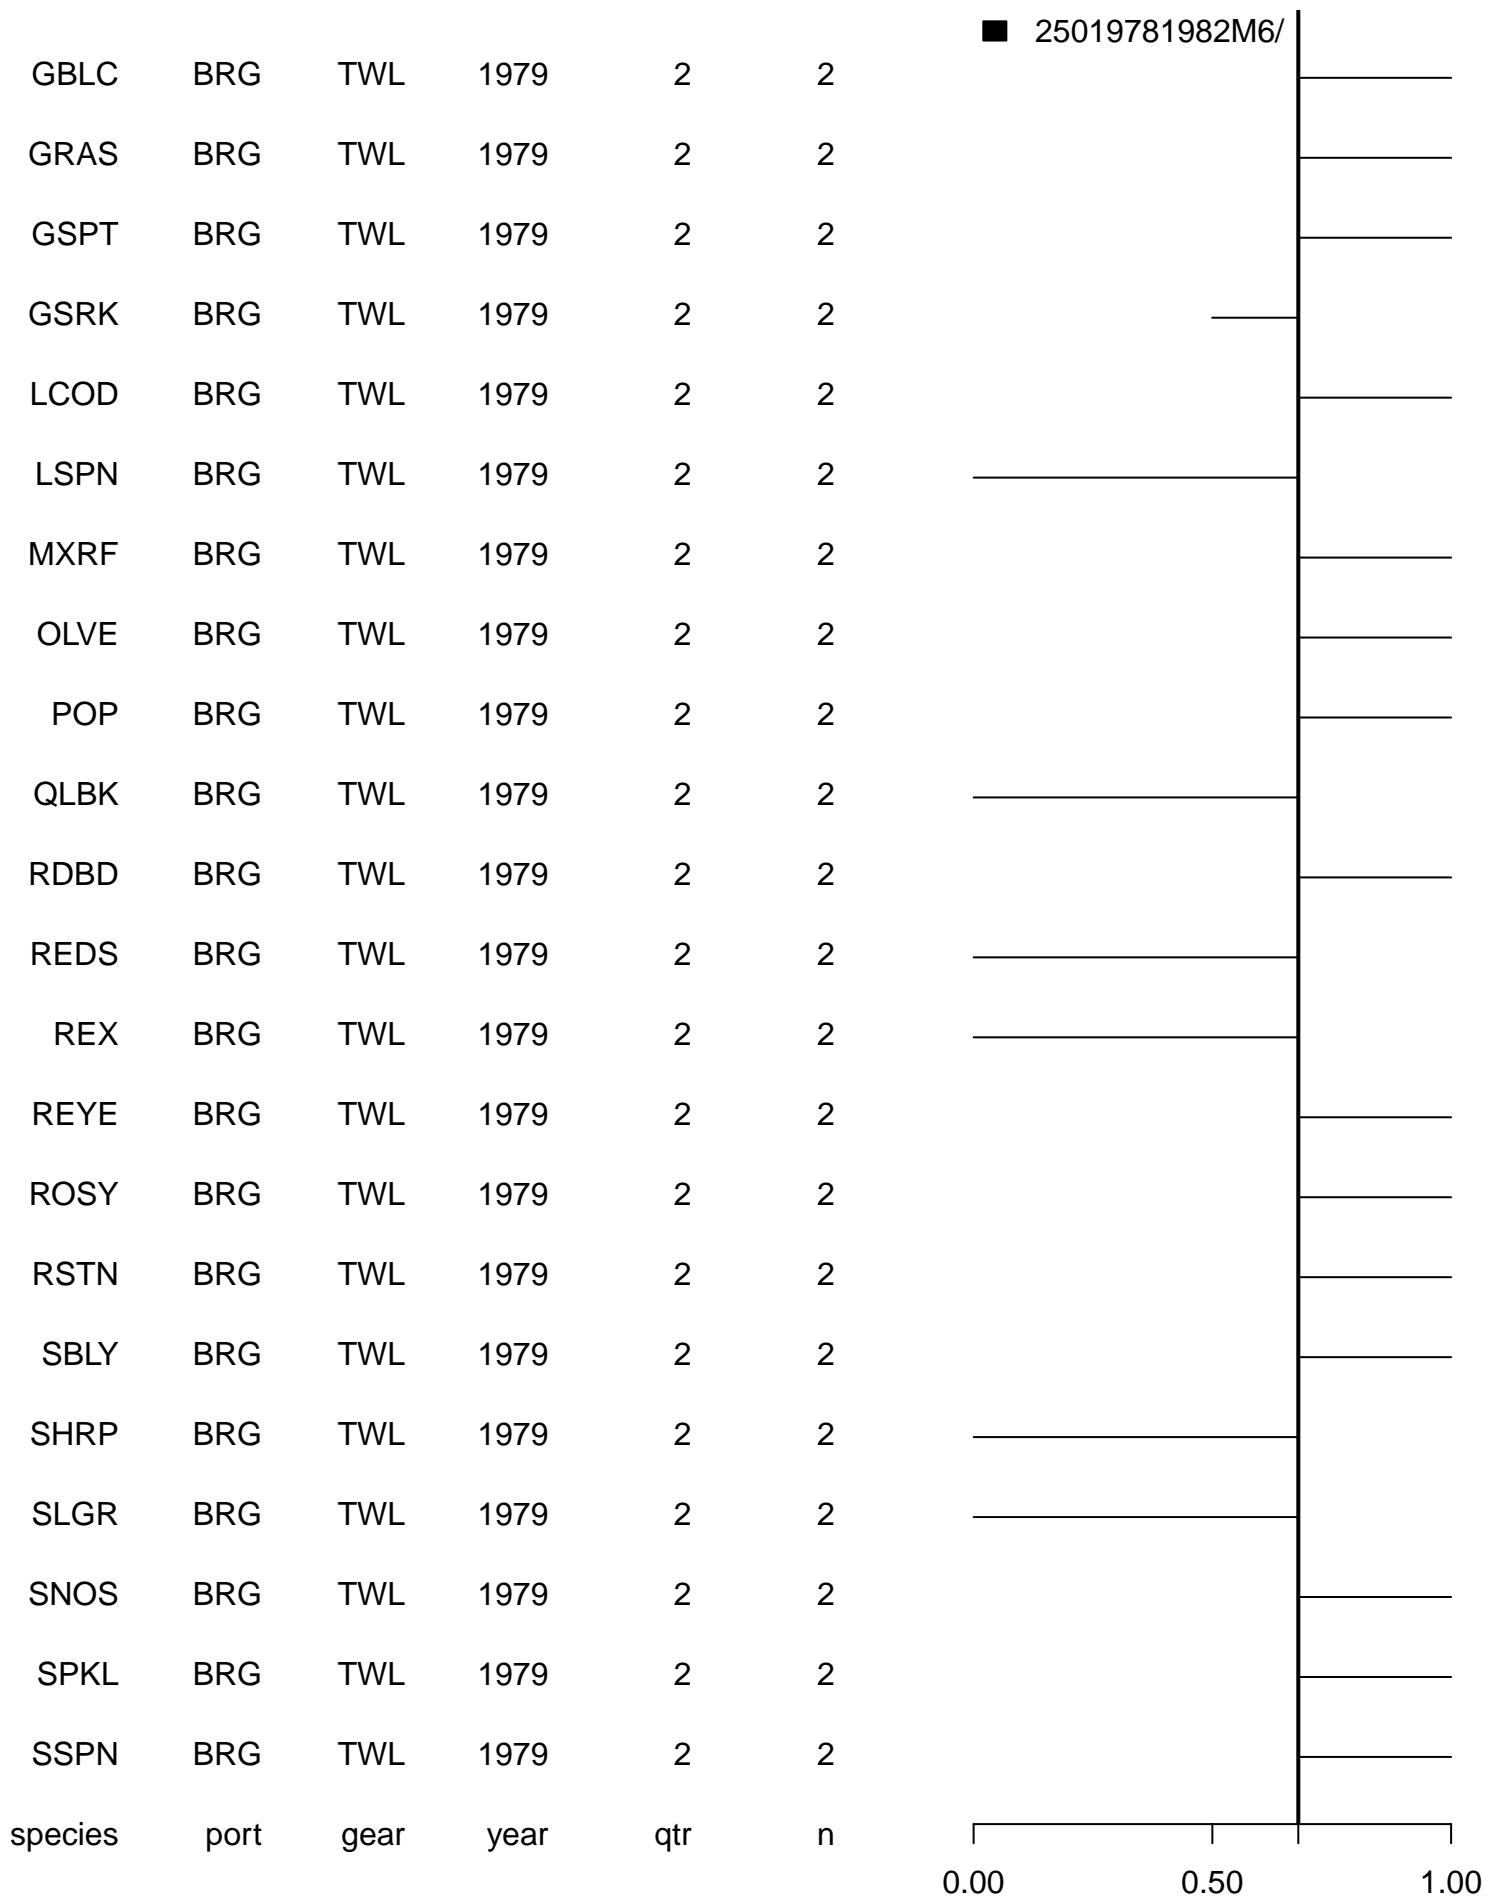 25019781982M6/
GBLC BRG TWL 1979 2 2
GRAS BRG TWL 1979 2 2
GSPT BRG TWL 1979 2 2
GSRK BRG TWL 1979 2 2
LCOD BRG TWL 1979 2 2
LSPN BRG TWL 1979 2 2
MXRF BRG TWL 1979 2 2
OLVE BRG TWL 1979 2 2
POP BRG TWL 1979 2 2
QLBK BRG TWL 1979 2 2
RDBD BRG TWL 1979 2 2
REDS BRG TWL 1979 2 2
REX BRG TWL 1979 2 2
REYE BRG TWL 1979 2 2
ROSY BRG TWL 1979 2 2
RSTN BRG TWL 1979 2 2
SBLY BRG TWL 1979 2 2
SHRP BRG TWL 1979 2 2
SLGR BRG TWL 1979 2 2
SNOS BRG TWL 1979 2 2
SPKL BRG TWL 1979 2 2
SSPN BRG TWL 1979 2 2
species port gear year qtr n
0.00 0.50 1.00